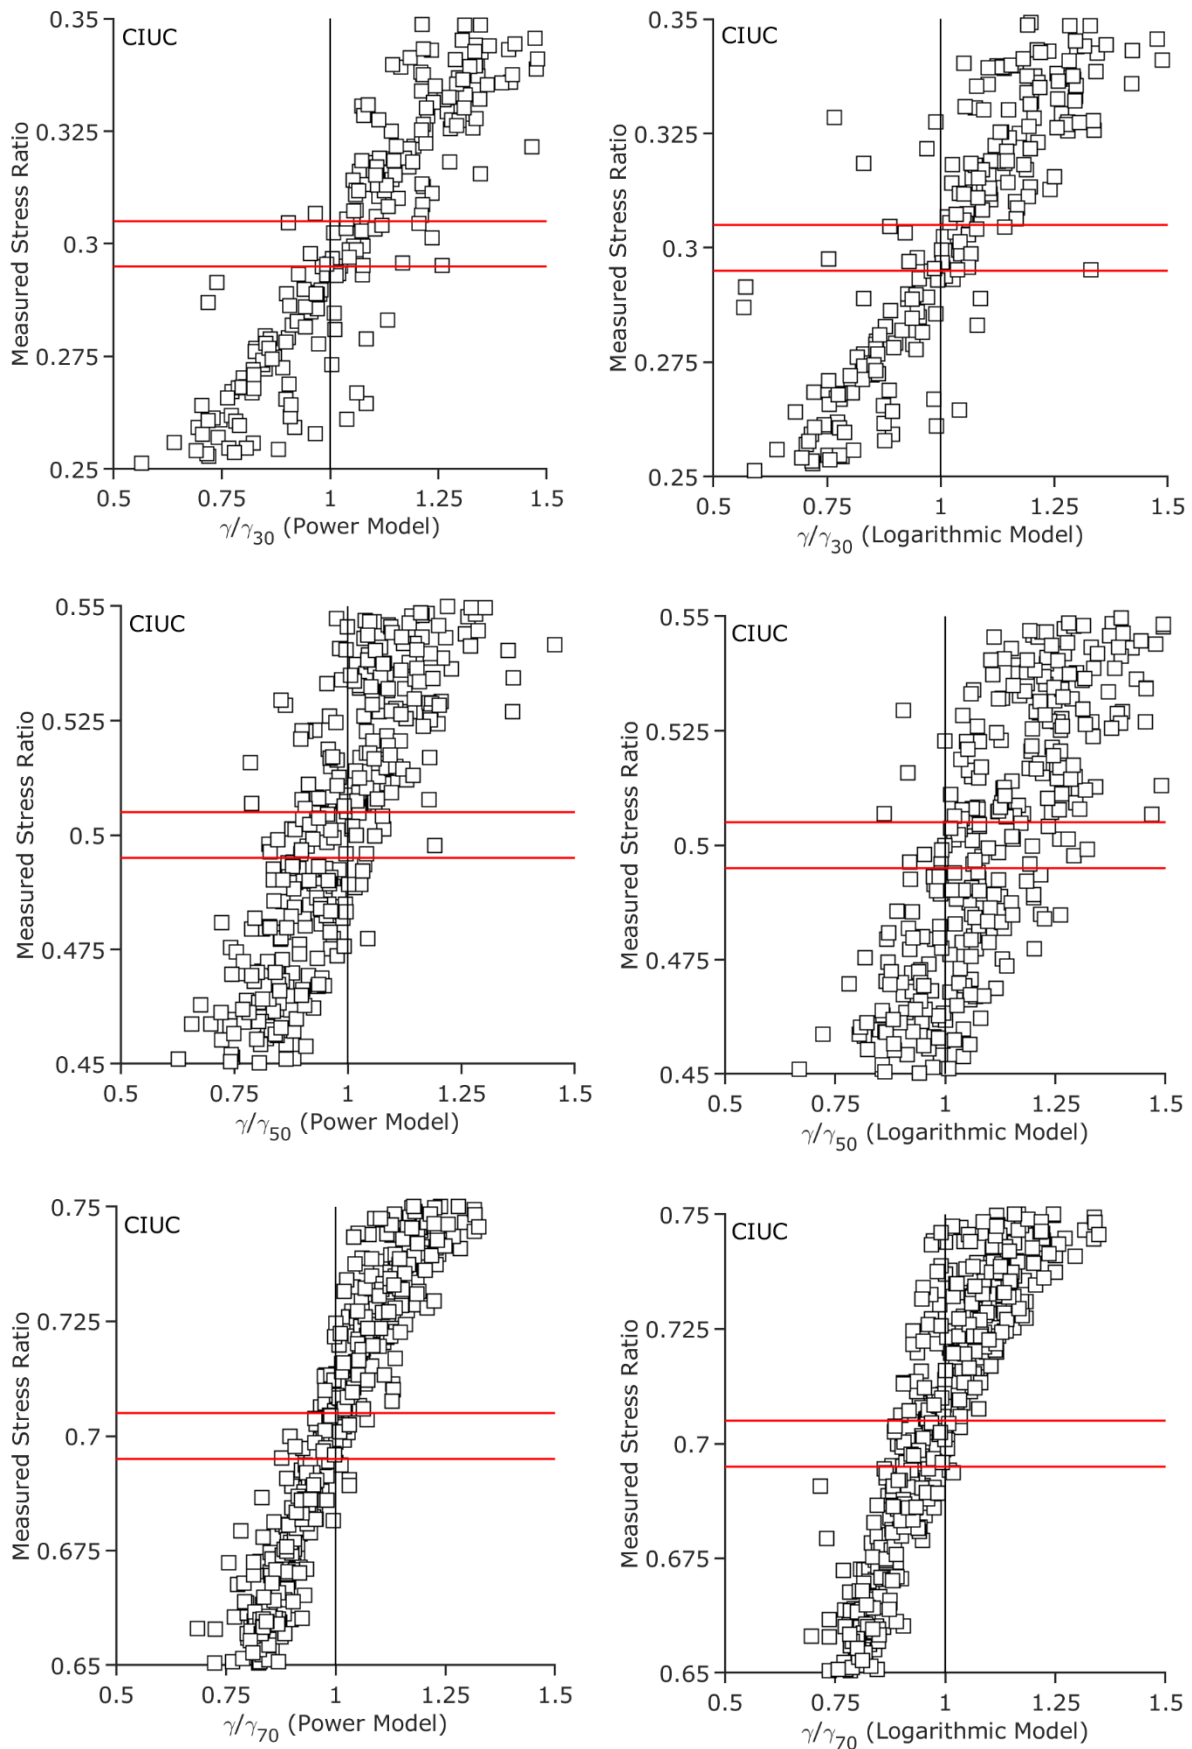 CIUC
Measured Stress Ratio
0.35
0.325
0.3
0.275
0.25
0.5 0.75 1 1.25 1.5
γ/γ30 (Power Model)
CIUC
Measured Stress Ratio
0.35
0.325
0.3
0.275
0.25
0.5 0.75 1 1.25 1.5
γ/γ30 (Logarithmic Model)
CIUC
Measured Stress Ratio
0.55
0.525
0.5
0.475
0.45
0.5 0.75 1 1.25 1.5
γ/γ50 (Power Model)
CIUC
Measured Stress Ratio
0.55
0.525
0.5
0.475
0.45
0.5 0.75 1 1.25 1.5
γ/γ50 (Logarithmic Model)
CIUC
Measured Stress Ratio
0.75
0.725
0.7
0.675
0.65
0.5 0.75 1 1.25 1.5
γ/γ70 (Power Model)
CIUC
Measured Stress Ratio
0.75
0.725
0.7
0.675
0.65
0.5 0.75 1 1.25 1.5
γ/γ70 (Logarithmic Model)